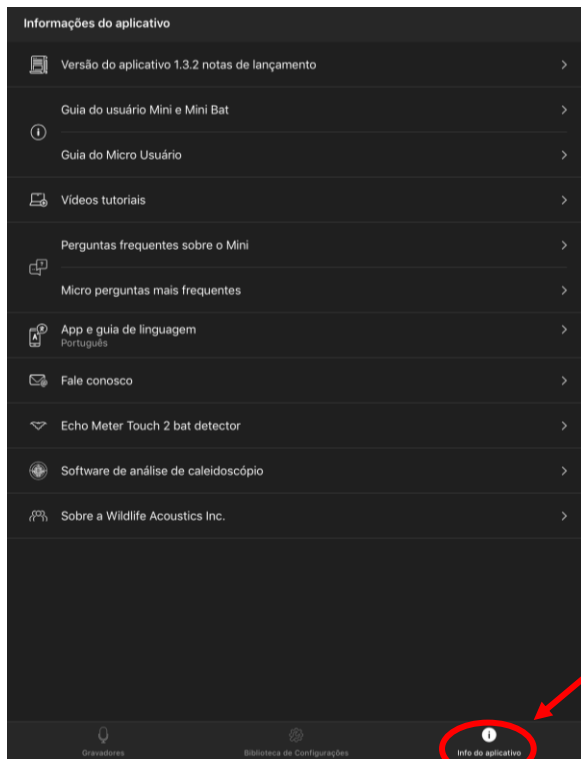 Informações do aplicativo
Versão do aplicativo 1.3.2 notas de lançamento
Guia do usuário Mini e Mini Bat
Guia do Micro Usuário
Vídeos tutoriais
Perguntas frequentes sobre o Mini
Micro perguntas mais frequentes
App e guia de linguagem
Português
Fale conosco
Echo Meter Touch 2 bat detector
Software de análise de caleidoscópio
Sobre a Wildlife Acoustics Inc.
Gravadores
Biblioteca de Configurações
Info do aplicativo